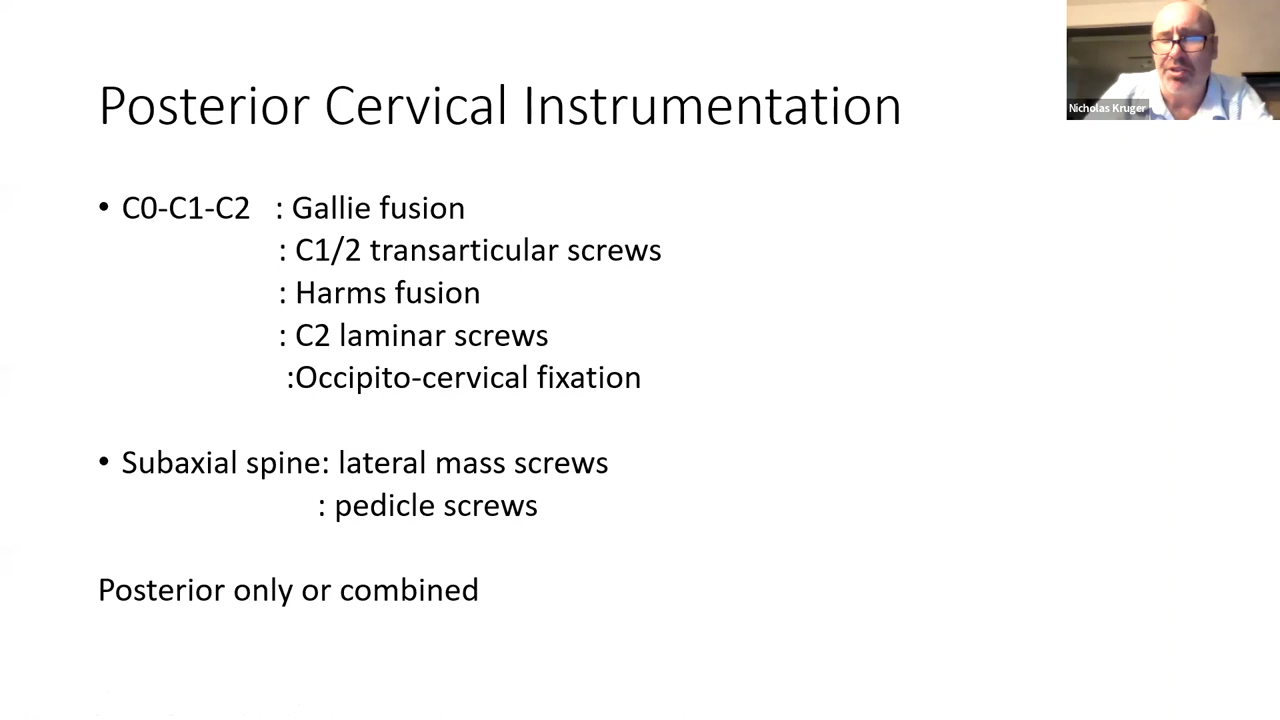 Posterior Cervical Instrumentation
Nicholas Kruger
• C0-C1-C2 : Gallie fusion
: C1/2 transarticular screws
: Harms fusion
: C2 laminar screws
:Occipito-cervical fixation
• Subaxial spine: lateral mass screws
: pedicle screws
Posterior only or combined